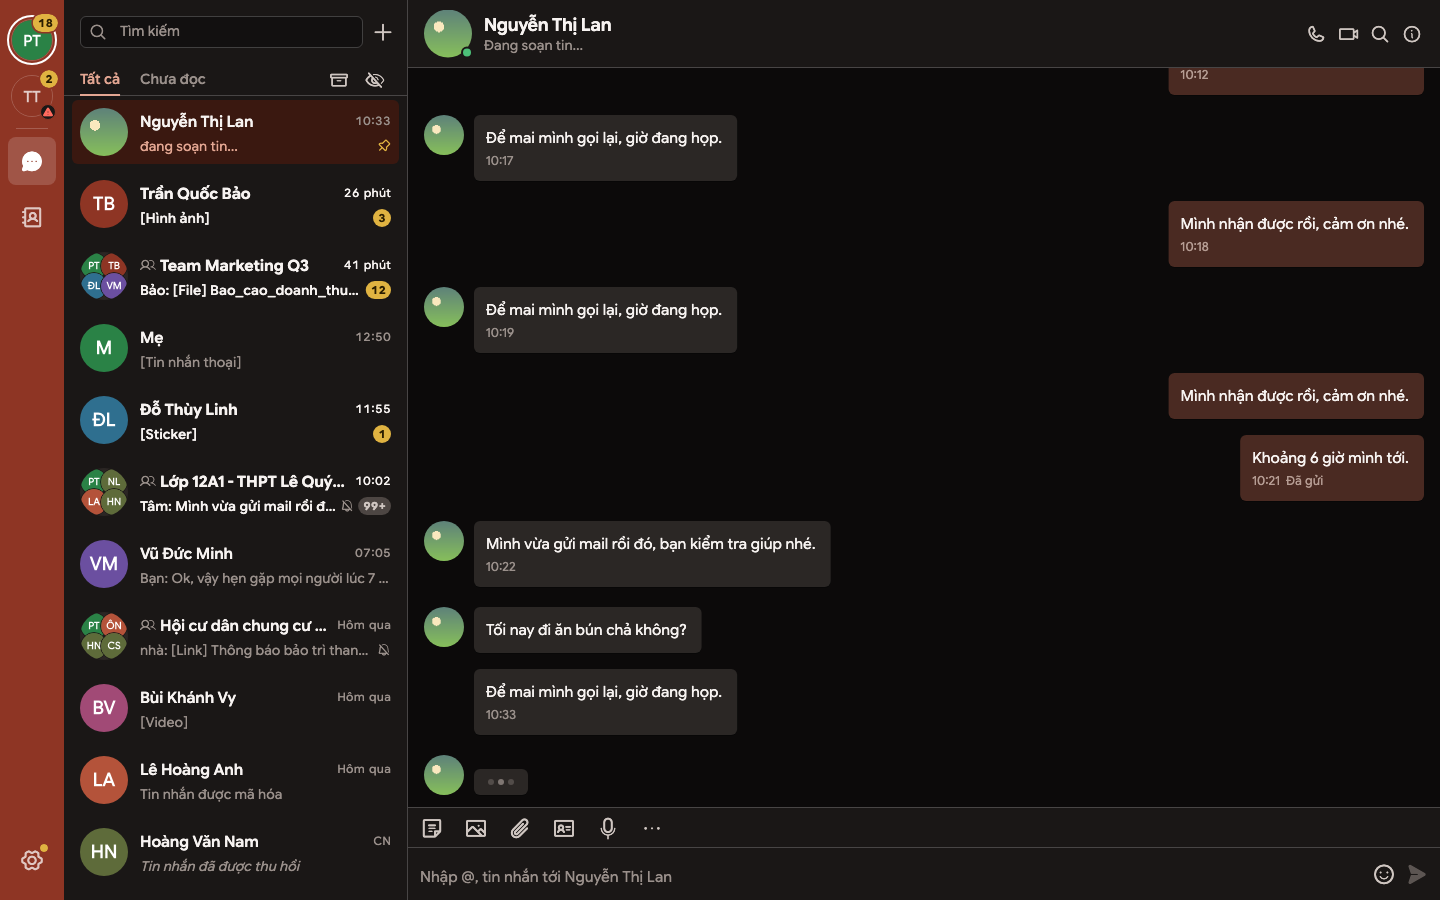 PT
18
TT
2
Tìm kiếm
Tất cả
Chưa đọc
Nguyễn Thị Lan
10:33
đang soạn tin...
TB
Trần Quốc Bảo
26 phút
[Hình ảnh]
3
PT
TB
ĐL
VM
Team Marketing Q3
41 phút
Bảo: [File] Bao_cao_doanh_thu...
12
M
Mẹ
12:50
[Tin nhắn thoại]
ĐL
Đỗ Thùy Linh
11:55
[Sticker]
1
PT
NL
LA
HN
Lớp 12A1 - THPT Lê Quý...
10:02
Tâm: Mình vừa gửi mail rồi đ...
99+
VM
Vũ Đức Minh
07:05
Bạn: Ok, vậy hẹn gặp mọi người lúc 7 ...
PT
ÔN
HN
CS
Hội cư dân chung cư ...
Hôm qua
nhà: [Link] Thông báo bảo trì than...
BV
Bùi Khánh Vy
Hôm qua
[Video]
LA
Lê Hoàng Anh
Hôm qua
Tin nhắn được mã hóa
HN
Hoàng Văn Nam
CN
Tin nhắn đã được thu hồi
Nguyễn Thị Lan
Đang soạn tin...
10:12
Để mai mình gọi lại, giờ đang họp.
10:17
Mình nhận được rồi, cảm ơn nhé.
10:18
Để mai mình gọi lại, giờ đang họp.
10:19
Mình nhận được rồi, cảm ơn nhé.
Khoảng 6 giờ mình tới.
10:21 Đã gửi
Mình vừa gửi mail rồi đó, bạn kiểm tra giúp nhé.
10:22
Tối nay đi ăn bún chả không?
Để mai mình gọi lại, giờ đang họp.
10:33
Nhập @, tin nhắn tới Nguyễn Thị Lan